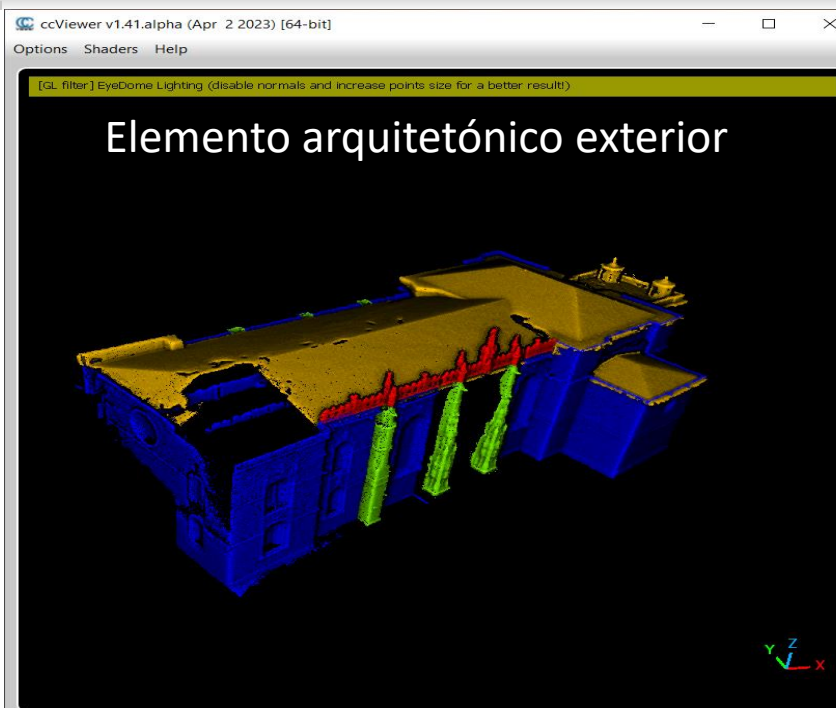 ccViewer v1.41.alpha (Apr 2 2023) [64-bit]
Options Shaders Help
[GL filter] EyeDome Lighting (disable normals and increase points size for a better result!)
Elemento arquitetónico exterior
Y Z X